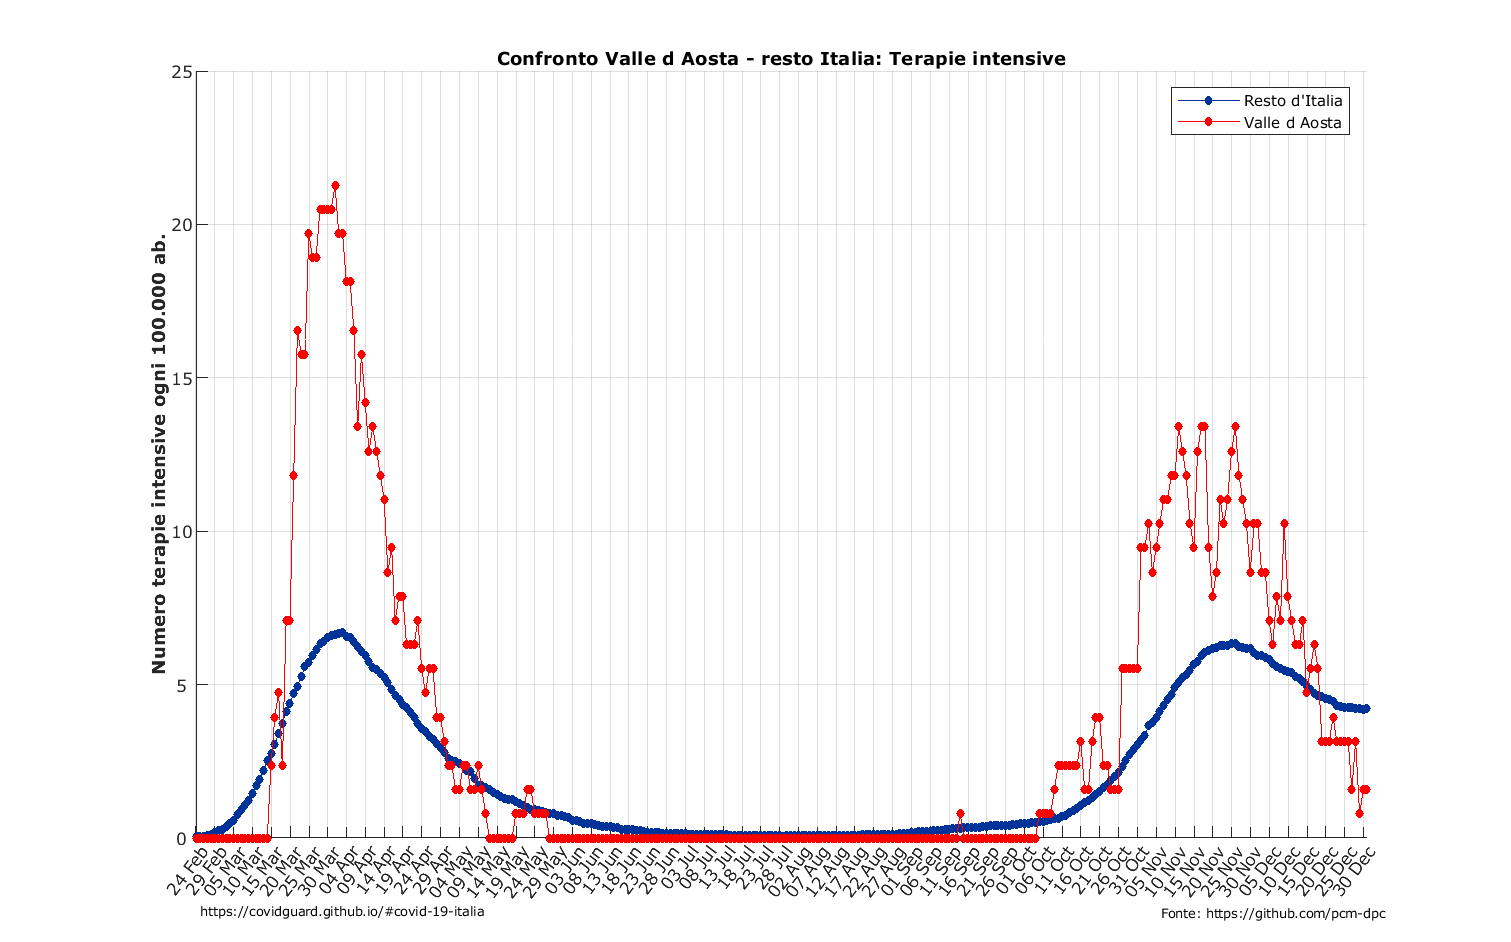 Confronto Valle d Aosta - resto Italia: Terapie intensive
Resto d'Italia
Valle d Aosta
Numero terapie intensive ogni 100.000 ab.
25
20
15
10
5
0
24 Feb
29 Feb
05 Mar
10 Mar
15 Mar
20 Mar
25 Mar
30 Mar
04 Apr
09 Apr
14 Apr
19 Apr
24 Apr
29 Apr
04 May
09 May
14 May
19 May
24 May
29 May
03 Jun
08 Jun
13 Jun
18 Jun
23 Jun
28 Jun
03 Jul
08 Jul
13 Jul
18 Jul
23 Jul
28 Jul
02 Aug
07 Aug
12 Aug
17 Aug
22 Aug
27 Aug
01 Sep
06 Sep
11 Sep
16 Sep
21 Sep
26 Sep
01 Oct
06 Oct
11 Oct
16 Oct
21 Oct
26 Oct
31 Oct
05 Nov
10 Nov
15 Nov
20 Nov
25 Nov
30 Nov
05 Dec
10 Dec
15 Dec
20 Dec
25 Dec
30 Dec
https://covidguard.github.io/#covid-19-italia
Fonte: https://github.com/pcm-dpc